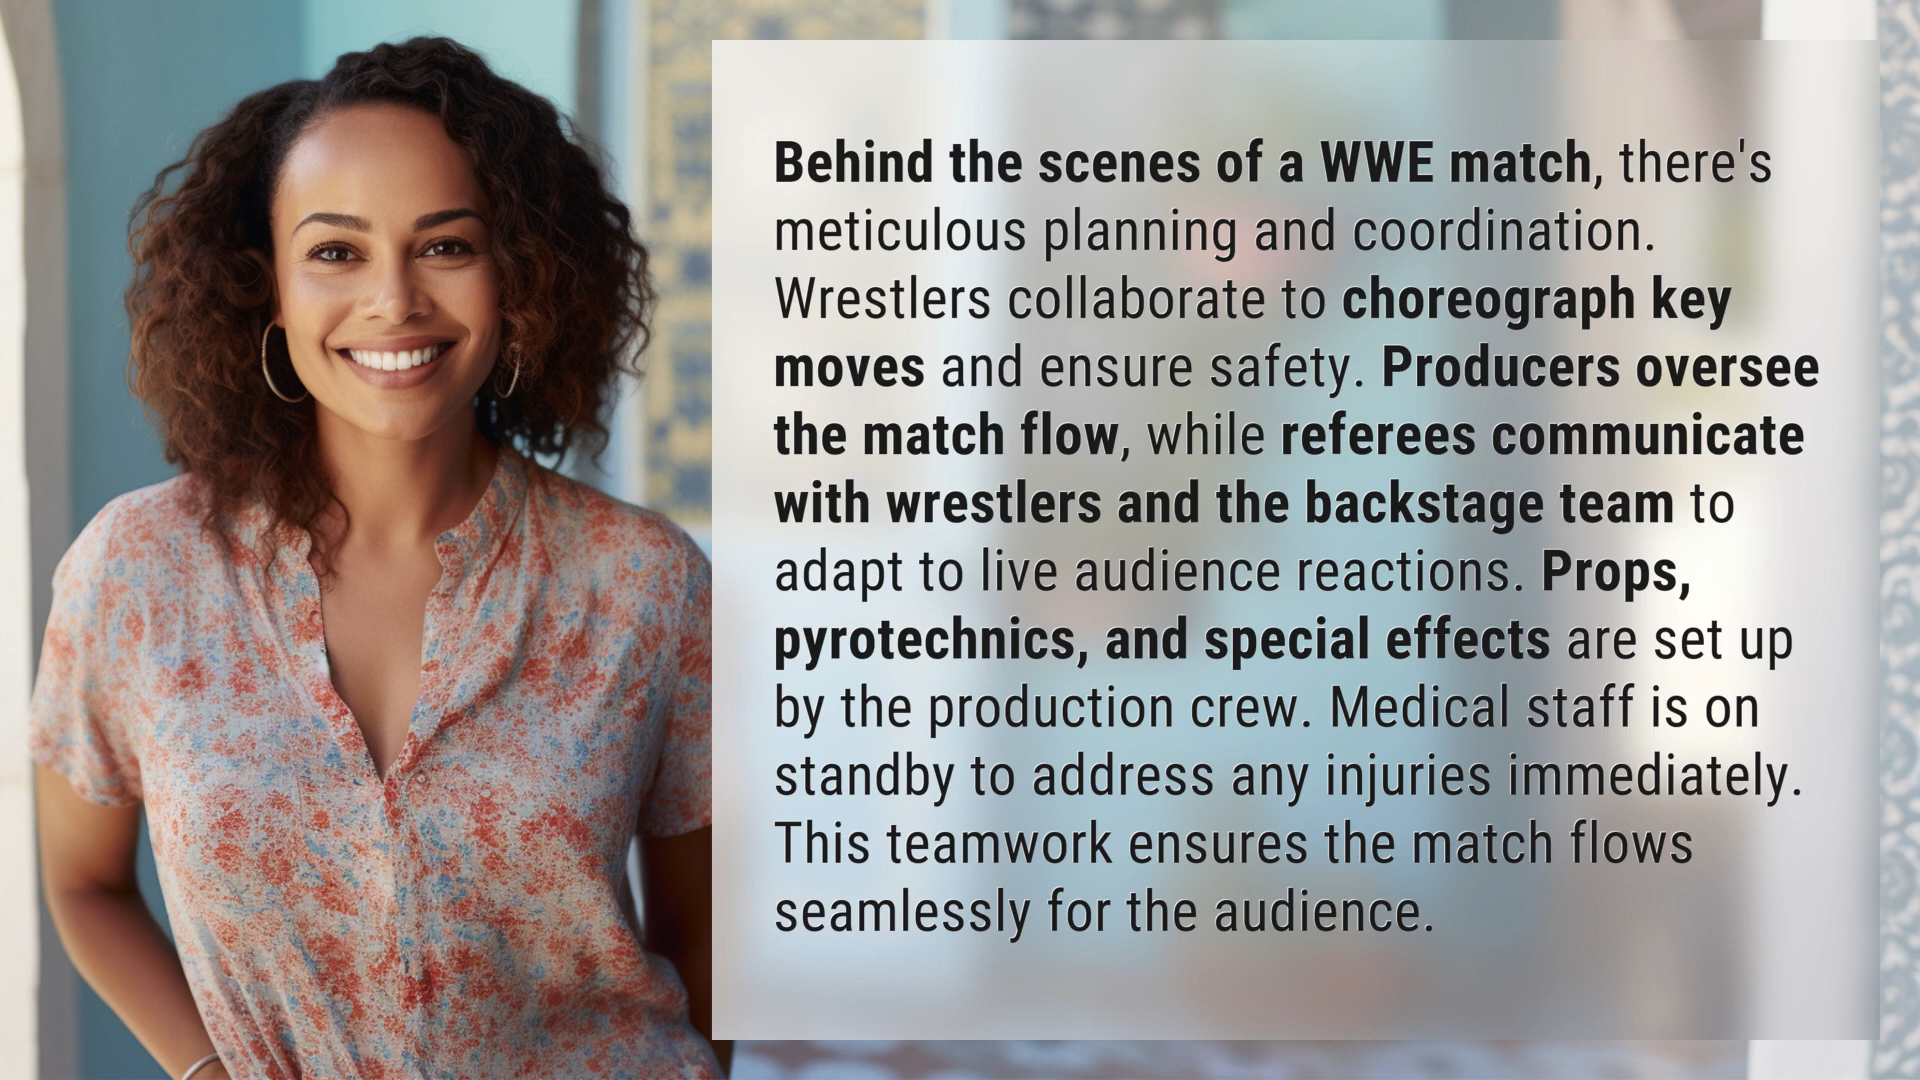 Behind the scenes of a WWE match, there's
meticulous planning and coordination.
Wrestlers collaborate to choreograph key
moves and ensure safety. Producers oversee
the match flow, while referees communicate
with wrestlers and the backstage team to
adapt to live audience reactions. Props,
pyrotechnics, and special effects are set up
by the production crew. Medical staff is on
standby to address any injuries immediately.
This teamwork ensures the match flows
seamlessly for the audience.